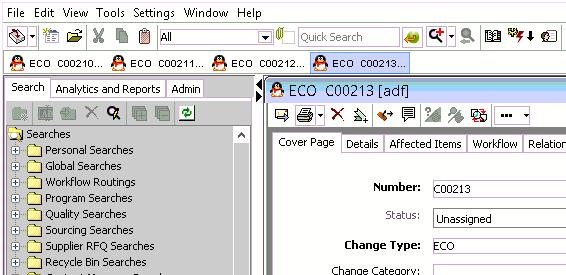 File Edit View Tools Settings Window Help
All Quick Search
ECO C00210... ECO C00211... ECO C00212... ECO C00213...
Search Analytics and Reports Admin
Searches
Personal Searches
Global Searches
Workflow Routings
Program Searches
Quality Searches
Sourcing Searches
Supplier RFQ Searches
Recycle Bin Searches
ECO C00213 [adf]
Cover Page Details Affected Items Workflow Relation
Number: C00213
Status: Unassigned
Change Type: ECO
Change Category: